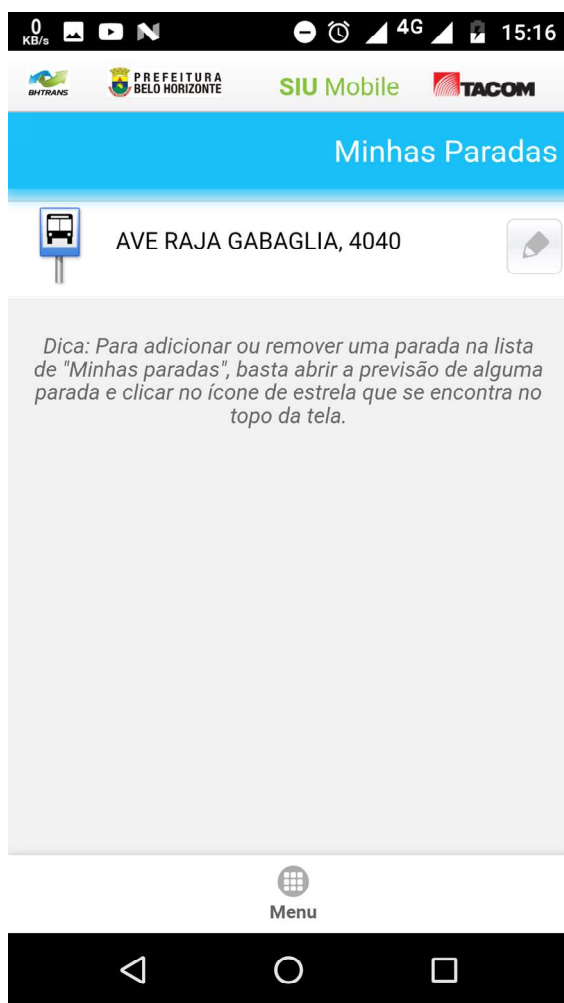 0
KB/s
4G
15:16
BHTRANS
PREFEITURA
BELO HORIZONTE
SIU Mobile
TACOM
Minhas Paradas
AVE RAJA GABAGLIA, 4040
Dica: Para adicionar ou remover uma parada na lista
de "Minhas paradas", basta abrir a previsão de alguma
parada e clicar no ícone de estrela que se encontra no
topo da tela.
Menu